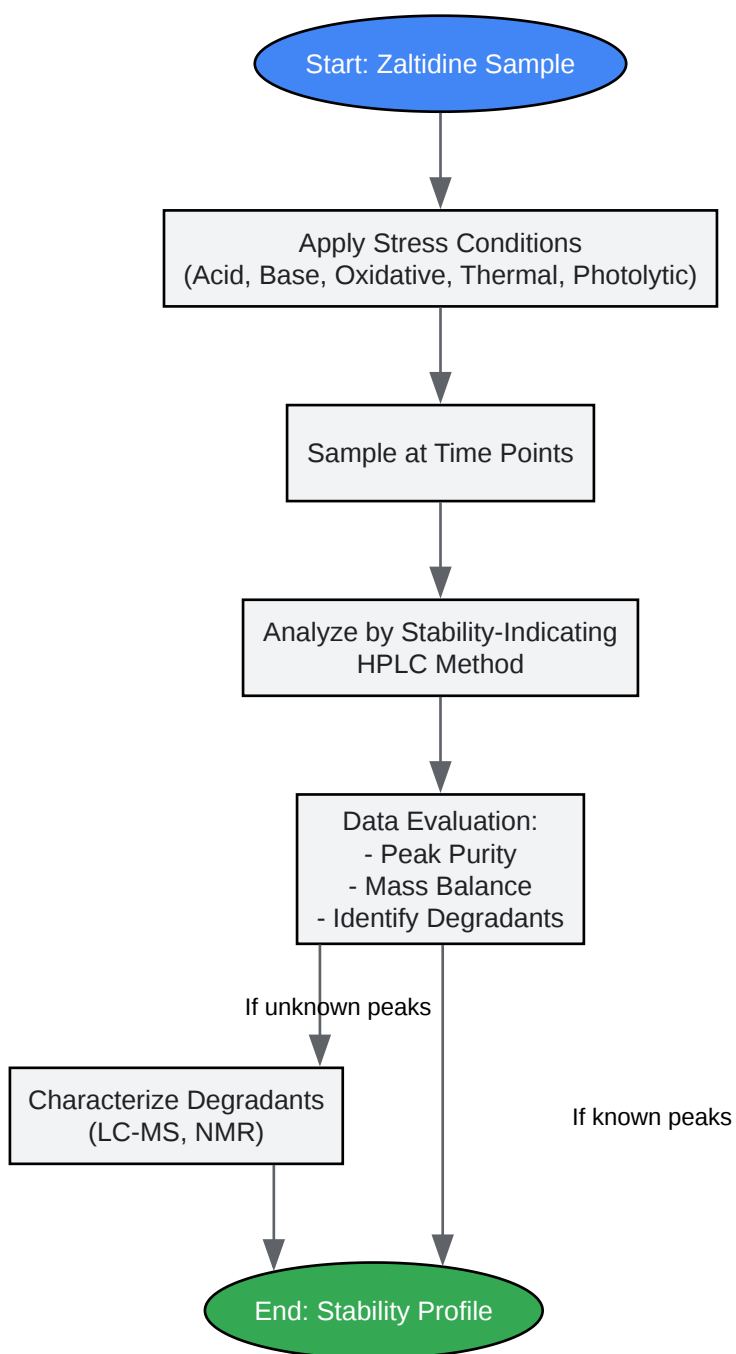 Start: Zaltidine Sample
Apply Stress Conditions
(Acid, Base, Oxidative, Thermal, Photolytic)
Sample at Time Points
Analyze by Stability-Indicating
HPLC Method
Data Evaluation:
- Peak Purity
- Mass Balance
- Identify Degradants
If unknown peaks
Characterize Degradants
(LC-MS, NMR)
If known peaks
End: Stability Profile